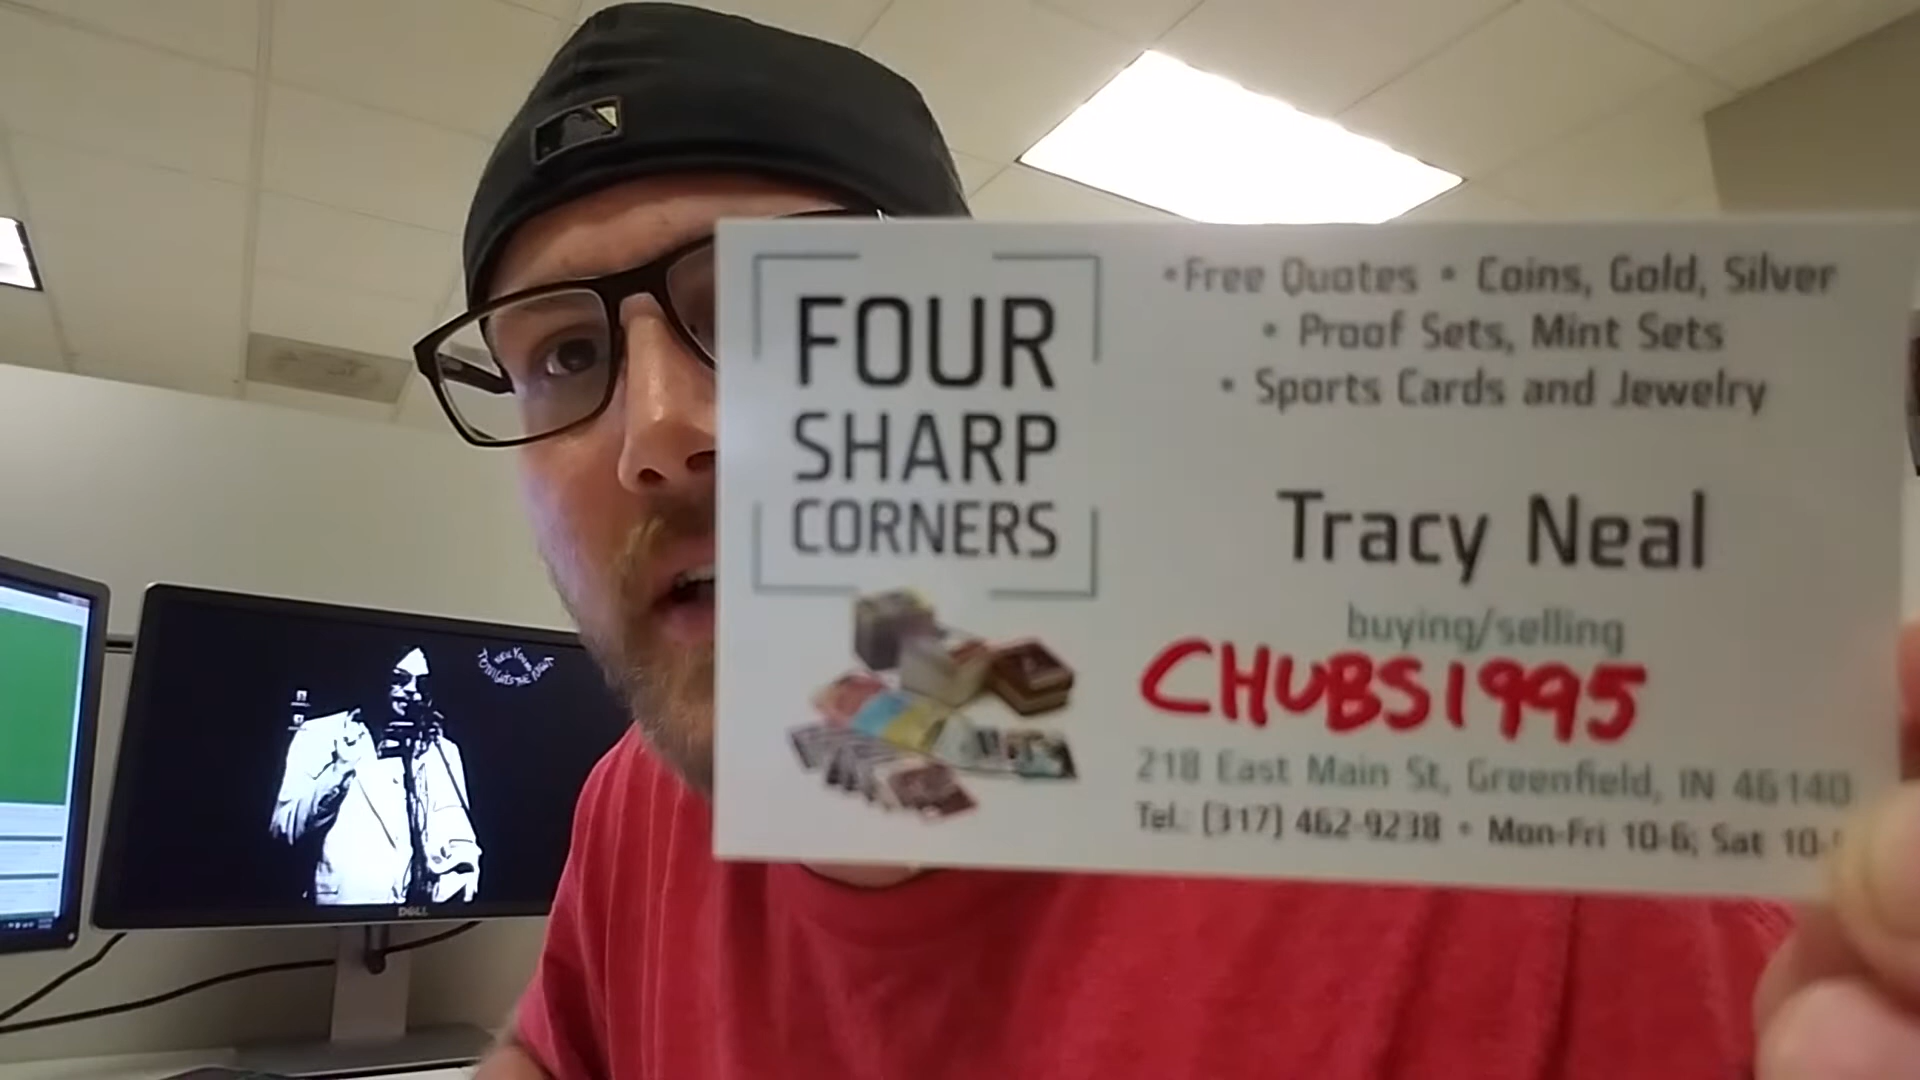 FOUR
SHARP
CORNERS
•Free Quotes • Coins, Gold, Silver
• Proof Sets, Mint Sets
• Sports Cards and Jewelry
Tracy Neal
buying/selling
CHUBS1995
218 East Main St, Greenfield, IN 46140
Tel.: (317) 462-9238 • Mon-Fri 10-6; Sat 10-
DELL